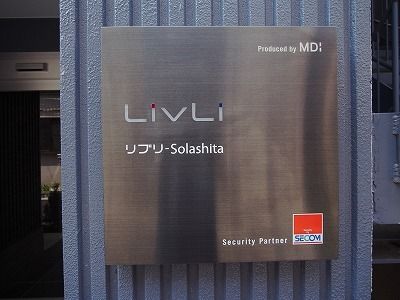 Produced by MDI
LivLi
リブリ-Solashita
Security Partner
SECOM